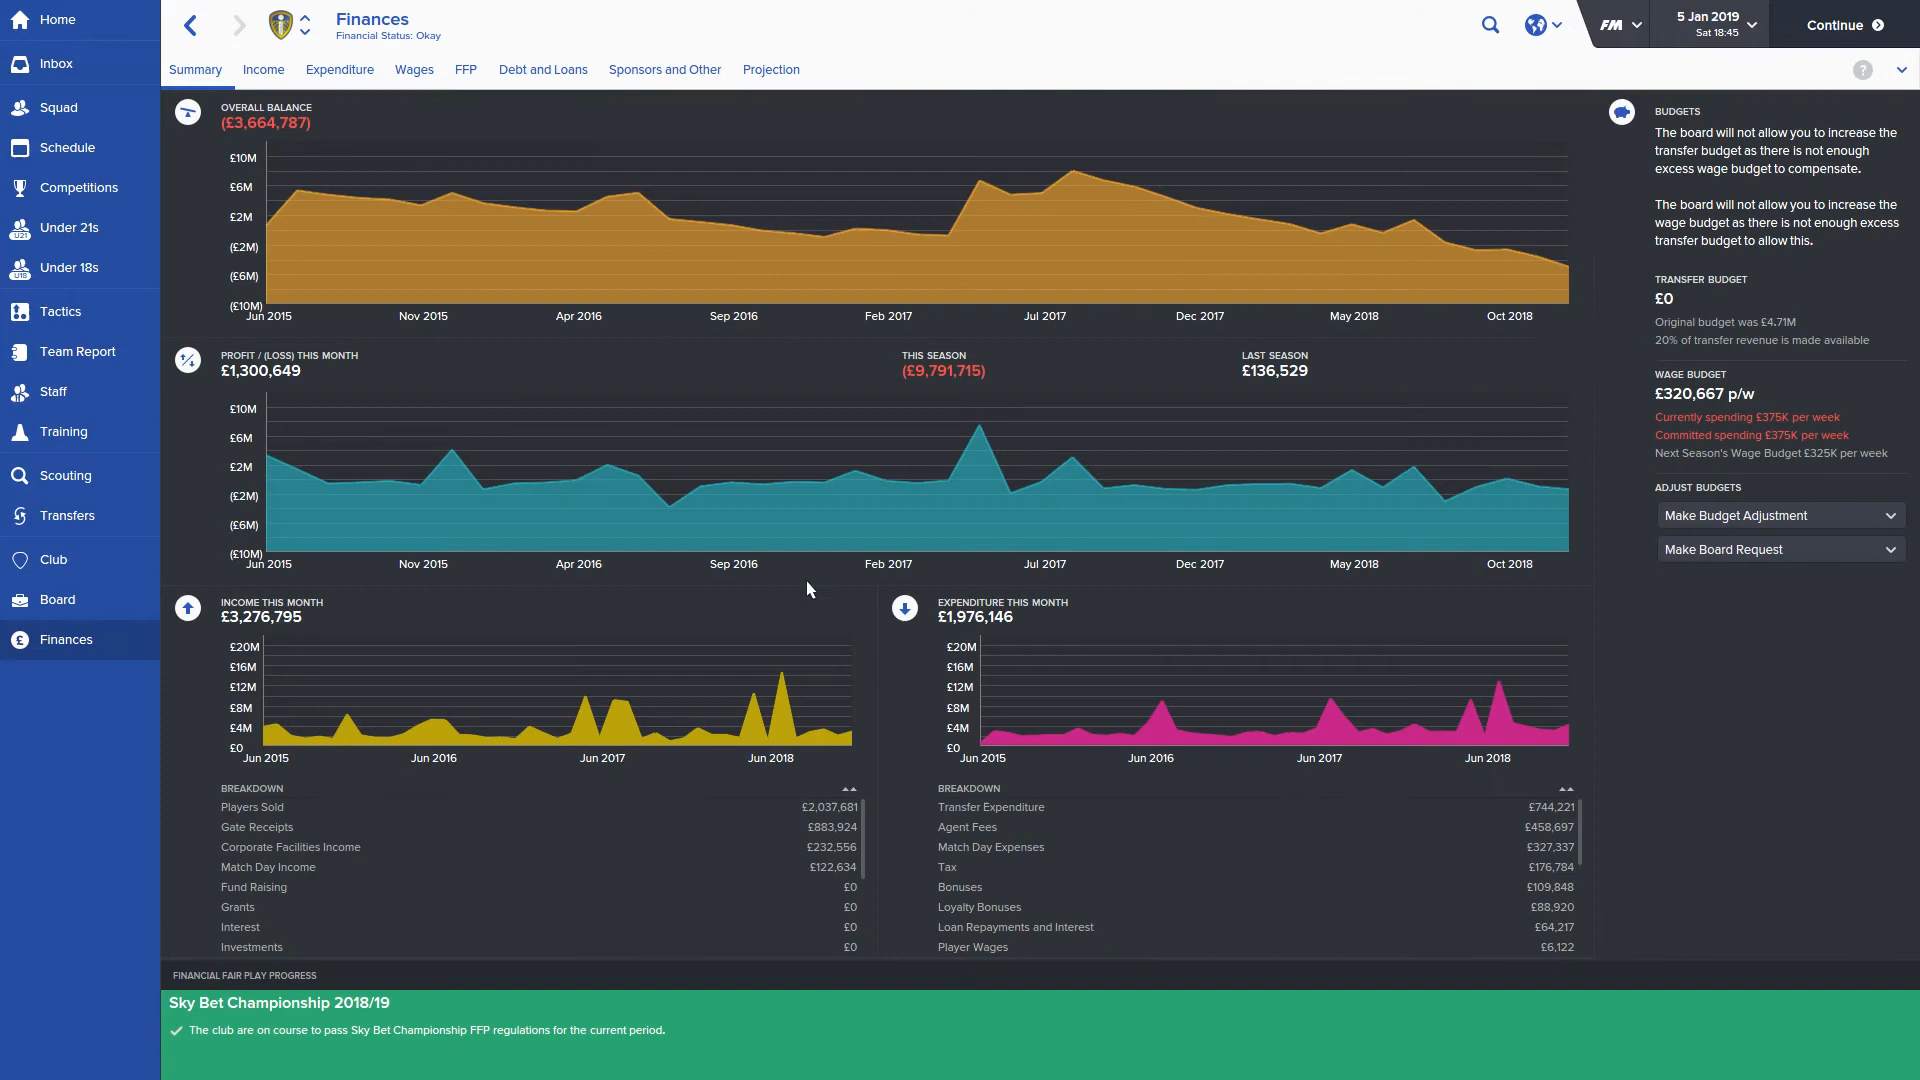 Home
Inbox
Squad
Schedule
Competitions
U21
Under 21s
U18
Under 18s
Tactics
Team Report
Staff
Training
Scouting
Transfers
Club
Board
£ Finances
Finances
Financial Status: Okay
FM
5 Jan 2019
Sat 18:45
Continue
Summary Income Expenditure Wages FFP Debt and Loans Sponsors and Other Projection
?
OVERALL BALANCE
(£3,664,787)
£10M
£6M
£2M
(£2M)
(£6M)
(£10M)
Jun 2015 Nov 2015 Apr 2016 Sep 2016 Feb 2017 Jul 2017 Dec 2017 May 2018 Oct 2018
PROFIT / (LOSS) THIS MONTH
£1,300,649
THIS SEASON
(£9,791,715)
LAST SEASON
£136,529
£10M
£6M
£2M
(£2M)
(£6M)
(£10M)
Jun 2015 Nov 2015 Apr 2016 Sep 2016 Feb 2017 Jul 2017 Dec 2017 May 2018 Oct 2018
INCOME THIS MONTH
£3,276,795
£20M
£16M
£12M
£8M
£4M
£0
Jun 2015 Jun 2016 Jun 2017 Jun 2018
BREAKDOWN
Players Sold £2,037,681
Gate Receipts £883,924
Corporate Facilities Income £232,556
Match Day Income £122,634
Fund Raising £0
Grants £0
Interest £0
Investments £0
EXPENDITURE THIS MONTH
£1,976,146
£20M
£16M
£12M
£8M
£4M
£0
Jun 2015 Jun 2016 Jun 2017 Jun 2018
BREAKDOWN
Transfer Expenditure £744,221
Agent Fees £458,697
Match Day Expenses £327,337
Tax £176,784
Bonuses £109,848
Loyalty Bonuses £88,920
Loan Repayments and Interest £64,217
Player Wages £6,122
BUDGETS
The board will not allow you to increase the
transfer budget as there is not enough
excess wage budget to compensate.
The board will not allow you to increase the
wage budget as there is not enough excess
transfer budget to allow this.
TRANSFER BUDGET
£0
Original budget was £4.71M
20% of transfer revenue is made available
WAGE BUDGET
£320,667 p/w
Currently spending £375K per week
Committed spending £375K per week
Next Season's Wage Budget £325K per week
ADJUST BUDGETS
Make Budget Adjustment
Make Board Request
FINANCIAL FAIR PLAY PROGRESS
Sky Bet Championship 2018/19
The club are on course to pass Sky Bet Championship FFP regulations for the current period.